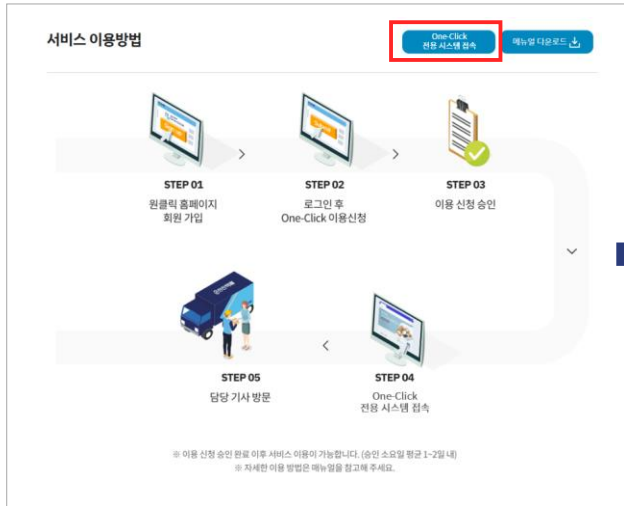 서비스 이용방법
One-Click
전용 시스템 접속
메뉴얼 다운로드
STEP 01
원클릭 홈페이지
회원 가입
STEP 02
로그인 후
One-Click 이용신청
STEP 03
이용 신청 승인
STEP 04
One-Click
전용 시스템 접속
STEP 05
담당 기사 방문
※ 이용 신청 승인 완료 이후 서비스 이용이 가능합니다. (승인 소요일 평균 1~2일 내)
※ 자세한 이용 방법은 매뉴얼을 참고해 주세요.